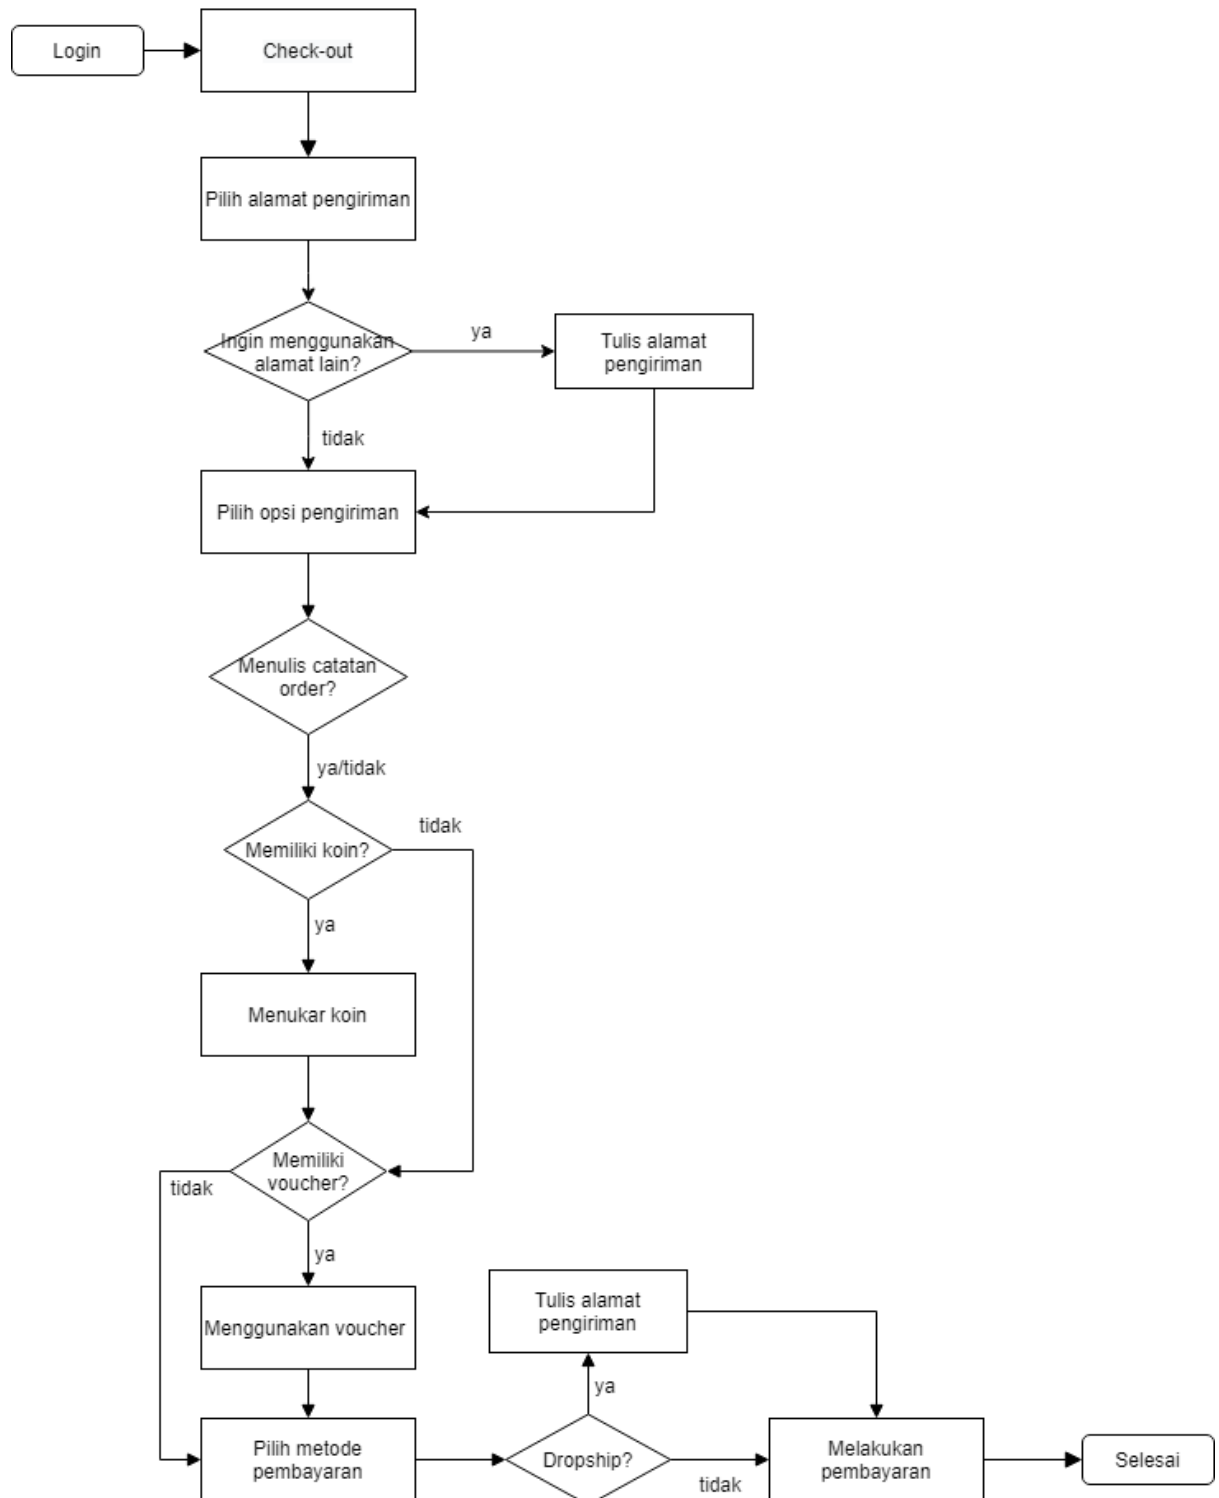 Login
Check-out
Pilih alamat pengiriman
Ingin menggunakan
alamat lain?
ya
Tulis alamat
pengiriman
tidak
Pilih opsi pengiriman
Menulis catatan
order?
ya/tidak
Memiliki koin?
tidak
ya
Menukar koin
Memiliki
voucher?
tidak
ya
Menggunakan voucher
Pilih metode
pembayaran
Dropship?
ya
Tulis alamat
pengiriman
tidak
Melakukan
pembayaran
Selesai